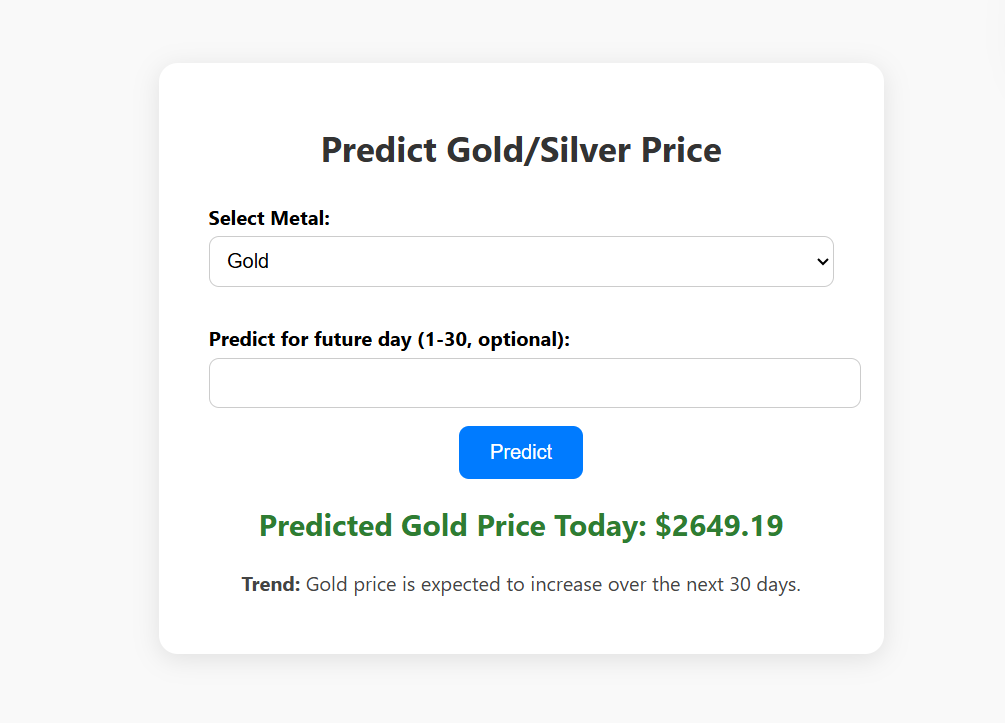 Predict Gold/Silver Price
Select Metal:
Gold
Predict for future day (1-30, optional):
Predict
Predicted Gold Price Today: $2649.19
Trend: Gold price is expected to increase over the next 30 days.